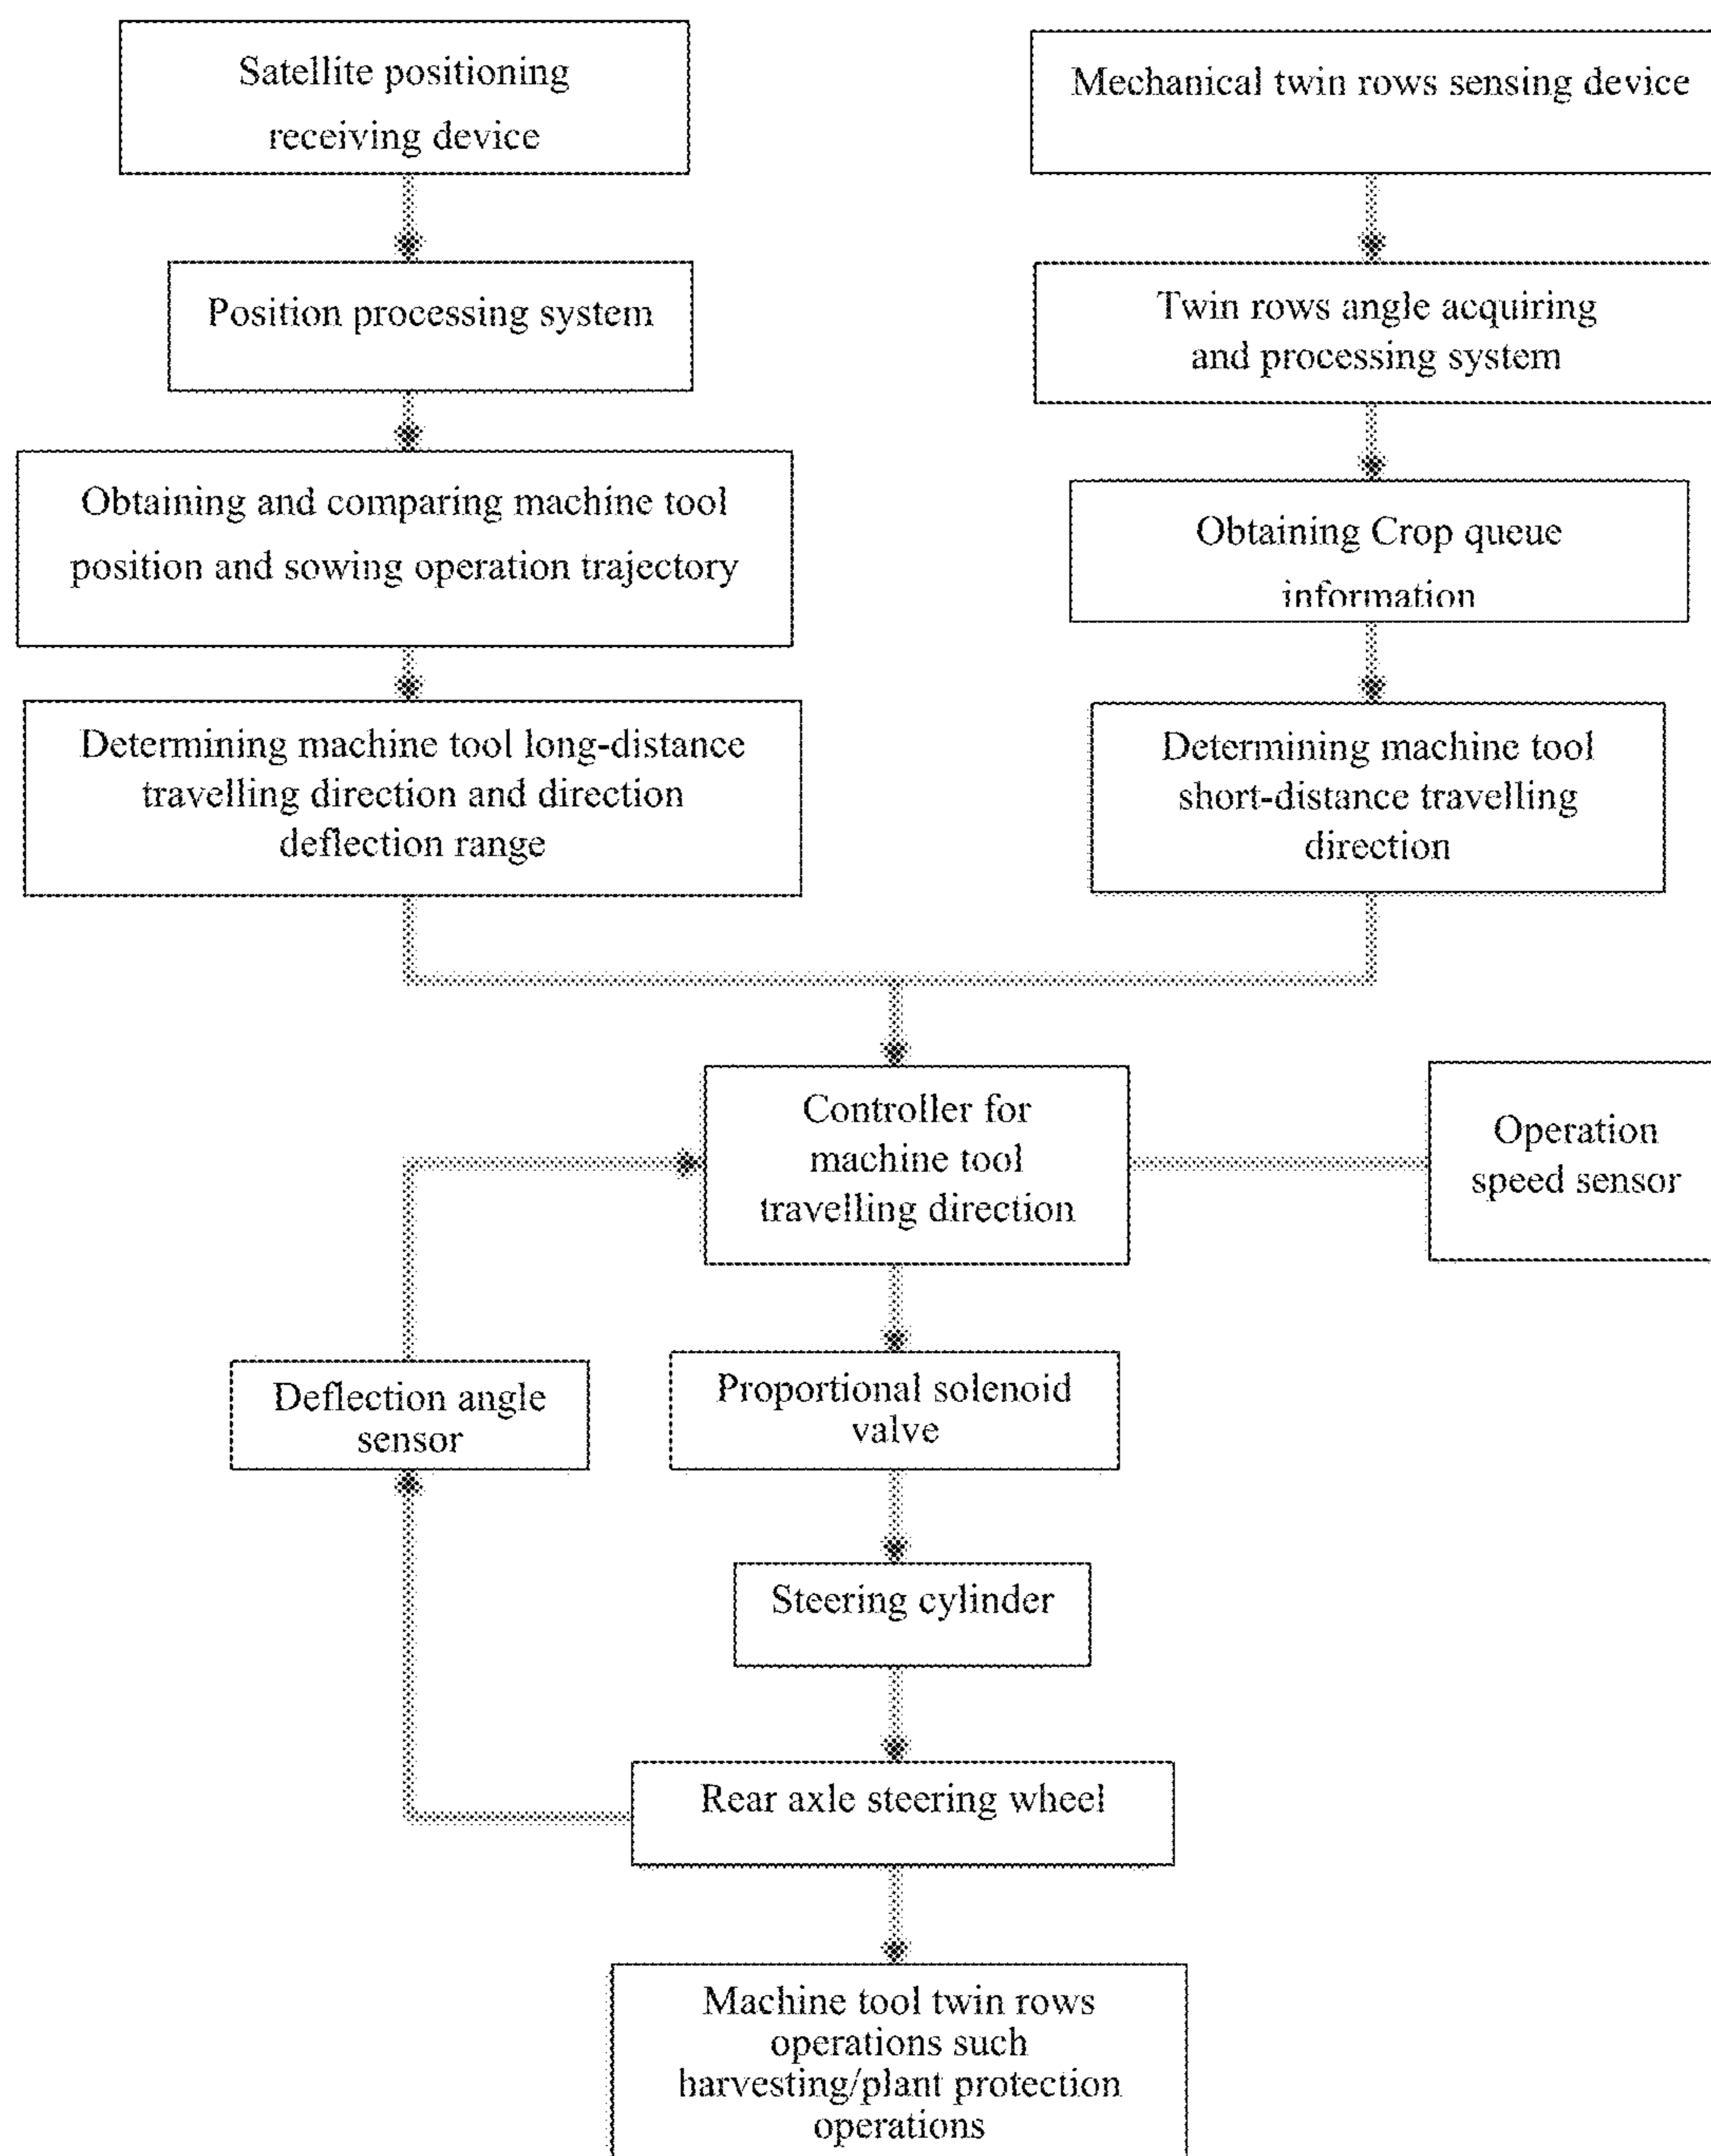 Satellite positioning
receiving device
Mechanical twin rows sensing device
Position processing system
Twin rows angle acquiring
and processing system
Obtaining and comparing machine tool
position and sowing operation trajectory
Obtaining Crop queue
information
Determining machine tool long-distance
travelling direction and direction
deflection range
Determining machine tool
short-distance travelling
direction
Controller for
machine tool
travelling direction
Operation
speed sensor
Deflection angle
sensor
Proportional solenoid
valve
Steering cylinder
Rear axle steering wheel
Machine tool twin rows
operations such
harvesting/plant protection
operations